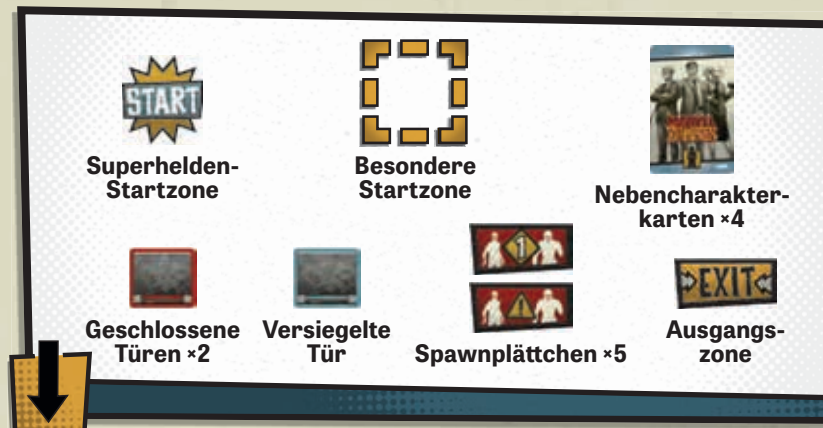 START
Superhelden-
Startzone
Besondere
Startzone
Nebencharakter-
karten ×4
Geschlossene
Türen ×2
Versiegelte
Tür
1
Spawnplättchen ×5
EXIT
Ausgangs-
zone